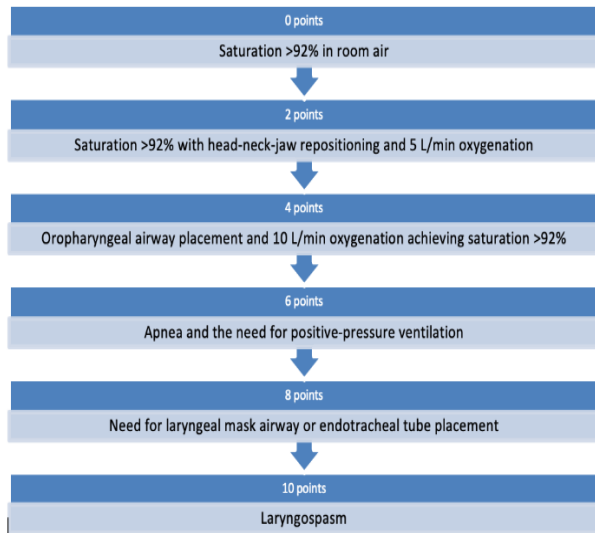 0 points
Saturation >92% in room air
2 points
Saturation >92% with head-neck-jaw repositioning and 5 L/min oxygenation
4 points
Oropharyngeal airway placement and 10 L/min oxygenation achieving saturation >92%
6 points
Apnea and the need for positive-pressure ventilation
8 points
Need for laryngeal mask airway or endotracheal tube placement
10 points
Laryngospasm